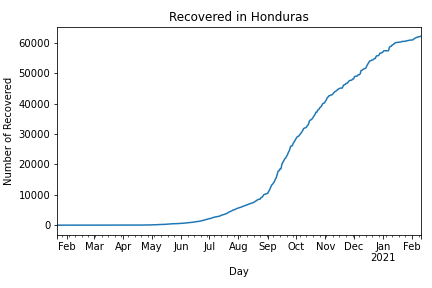 Recovered in Honduras
Number of Recovered
60000
50000
40000
30000
20000
10000
0
Feb Mar Apr May Jun Jul Aug Sep Oct Nov Dec Jan Feb
2021
Day